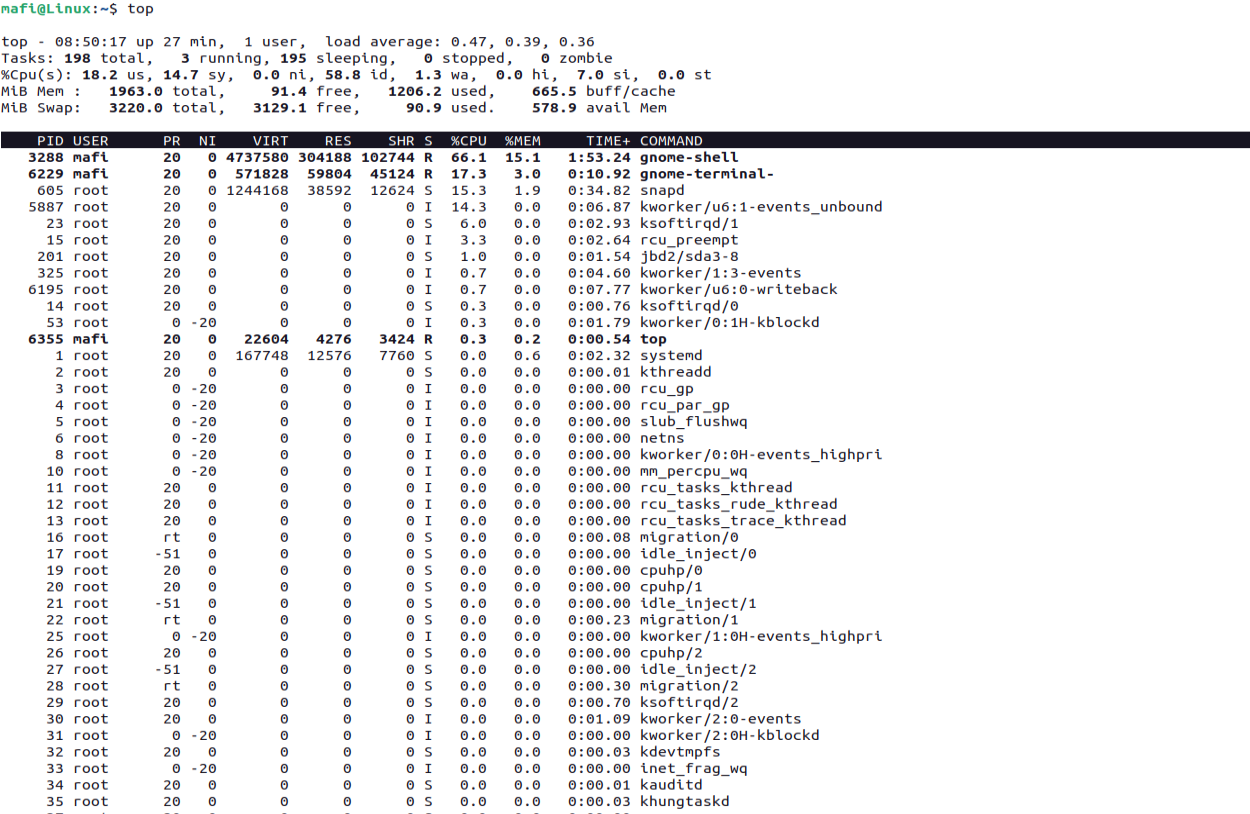 mafi@Linux:~$ top
top - 08:50:17 up 27 min,  1 user,  load average: 0.47, 0.39, 0.36
Tasks: 198 total,   3 running, 195 sleeping,   0 stopped,   0 zombie
%Cpu(s): 18.2 us, 14.7 sy,  0.0 ni, 58.8 id,  1.3 wa,  0.0 hi,  7.0 si,  0.0 st
MiB Mem :   1963.0 total,     91.4 free,   1206.2 used,    665.5 buff/cache
MiB Swap:   3220.0 total,   3129.1 free,     90.9 used.    578.9 avail Mem
PID USER PR NI VIRT RES SHR S %CPU %MEM TIME+ COMMAND
3288 mafi 20 0 4737580 304188 102744 R 66.1 15.1 1:53.24 gnome-shell
6229 mafi 20 0 571828 59804 45124 R 17.3 3.0 0:10.92 gnome-terminal-
605 root 20 0 1244168 38592 12624 S 15.3 1.9 0:34.82 snapd
5887 root 20 0 0 0 0 I 14.3 0.0 0:06.87 kworker/u6:1-events_unbound
23 root 20 0 0 0 0 S 6.0 0.0 0:02.93 ksoftirqd/1
15 root 20 0 0 0 0 I 3.3 0.0 0:02.64 rcu_preempt
201 root 20 0 0 0 0 S 1.0 0.0 0:01.54 jbd2/sda3-8
325 root 20 0 0 0 0 I 0.7 0.0 0:04.60 kworker/1:3-events
6195 root 20 0 0 0 0 I 0.7 0.0 0:07.77 kworker/u6:0-writeback
14 root 20 0 0 0 0 S 0.3 0.0 0:00.76 ksoftirqd/0
53 root 0 -20 0 0 0 I 0.3 0.0 0:01.79 kworker/0:1H-kblockd
6355 mafi 20 0 22604 4276 3424 R 0.3 0.2 0:00.54 top
1 root 20 0 167748 12576 7760 S 0.0 0.6 0:02.32 systemd
2 root 20 0 0 0 0 S 0.0 0.0 0:00.01 kthreadd
3 root 0 -20 0 0 0 I 0.0 0.0 0:00.00 rcu_gp
4 root 0 -20 0 0 0 I 0.0 0.0 0:00.00 rcu_par_gp
5 root 0 -20 0 0 0 I 0.0 0.0 0:00.00 slub_flushwq
6 root 0 -20 0 0 0 I 0.0 0.0 0:00.00 netns
8 root 0 -20 0 0 0 I 0.0 0.0 0:00.00 kworker/0:0H-events_highpri
10 root 0 -20 0 0 0 I 0.0 0.0 0:00.00 mm_percpu_wq
11 root 20 0 0 0 0 I 0.0 0.0 0:00.00 rcu_tasks_kthread
12 root 20 0 0 0 0 I 0.0 0.0 0:00.00 rcu_tasks_rude_kthread
13 root 20 0 0 0 0 I 0.0 0.0 0:00.00 rcu_tasks_trace_kthread
16 root rt 0 0 0 0 S 0.0 0.0 0:00.08 migration/0
17 root -51 0 0 0 0 S 0.0 0.0 0:00.00 idle_inject/0
19 root 20 0 0 0 0 S 0.0 0.0 0:00.00 cpuhp/0
20 root 20 0 0 0 0 S 0.0 0.0 0:00.00 cpuhp/1
21 root -51 0 0 0 0 S 0.0 0.0 0:00.00 idle_inject/1
22 root rt 0 0 0 0 S 0.0 0.0 0:00.23 migration/1
25 root 0 -20 0 0 0 I 0.0 0.0 0:00.00 kworker/1:0H-events_highpri
26 root 20 0 0 0 0 S 0.0 0.0 0:00.00 cpuhp/2
27 root -51 0 0 0 0 S 0.0 0.0 0:00.00 idle_inject/2
28 root rt 0 0 0 0 S 0.0 0.0 0:00.30 migration/2
29 root 20 0 0 0 0 S 0.0 0.0 0:00.70 ksoftirqd/2
30 root 20 0 0 0 0 I 0.0 0.0 0:01.09 kworker/2:0-events
31 root 0 -20 0 0 0 I 0.0 0.0 0:00.00 kworker/2:0H-kblockd
32 root 20 0 0 0 0 S 0.0 0.0 0:00.03 kdevtmpfs
33 root 0 -20 0 0 0 I 0.0 0.0 0:00.00 inet_frag_wq
34 root 20 0 0 0 0 S 0.0 0.0 0:00.01 kauditd
35 root 20 0 0 0 0 S 0.0 0.0 0:00.03 khungtaskd